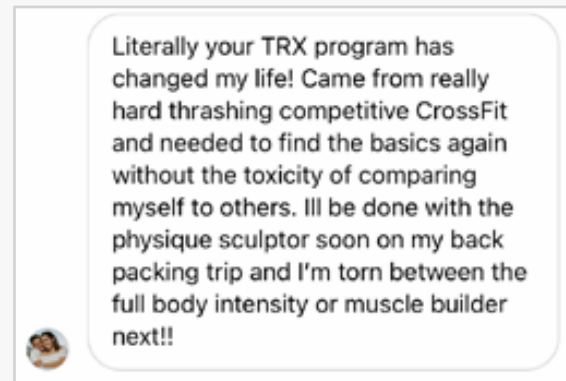 Literally your TRX program has
changed my life! Came from really
hard thrashing competitive CrossFit
and needed to find the basics again
without the toxicity of comparing
myself to others. Ill be done with the
physique sculptor soon on my back
packing trip and I'm torn between the
full body intensity or muscle builder
next!!